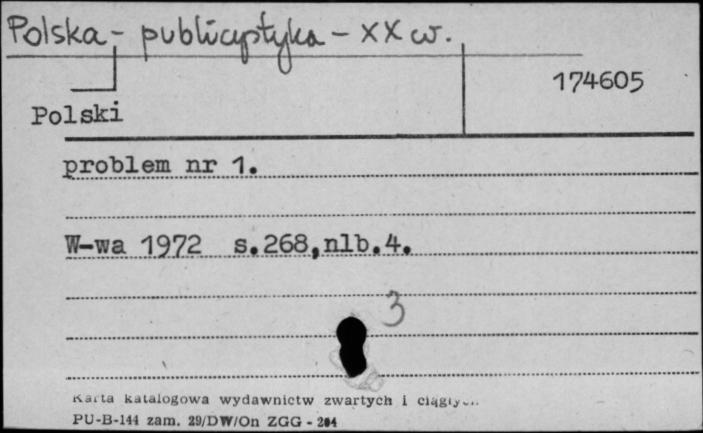 Polska - publicystyka - XX w.
174605
Polski
problem nr 1.
W-wa 1972 s.268,nlb.4.
3
Karta katalogowa wydawnictw zwartych i ciągłych
PU-B-144 zam. 29/DW/On ZGG - 204